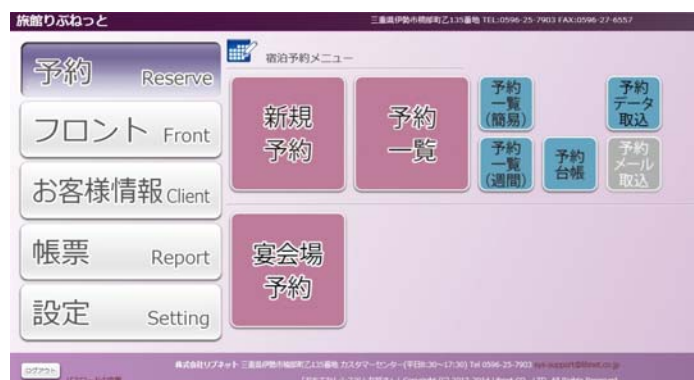 旅館りぶねっと
三重県伊勢市楠部町乙135番地 TEL:0596-25-7903 FAX:0596-27-6557
予約 Reserve
宿泊予約メニュー
フロント Front
お客様情報 Client
帳票 Report
設定 Setting
新規
予約
予約
一覧
予約
一覧
(簡易)
予約
データ
取込
予約
一覧
(週間)
予約
台帳
予約
メール
取込
宴会場
予約
ログアウト
株式会社リブネット 三重県伊勢市楠部町乙135番地 カスタマーセンター(平日8:30~17:30) Tel 0596-25-7903